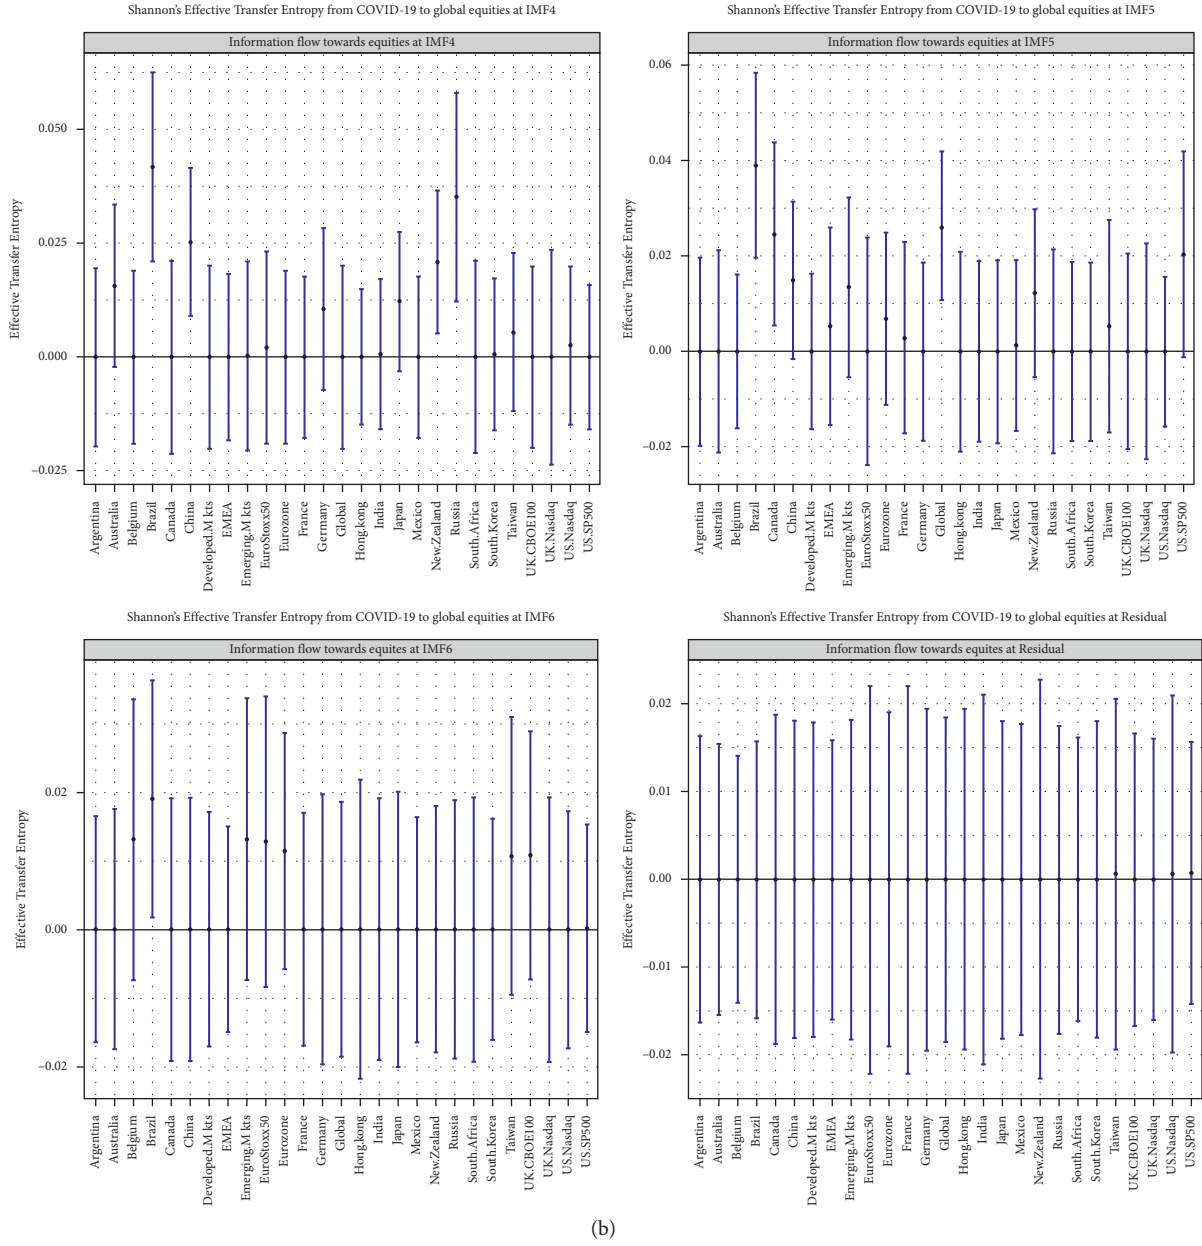 Shannon's Effective Transfer Entropy from COVID-19 to global equities at IMF4
Information flow towards equities at IMF4
Effective Transfer Entropy
0.050
0.025
0.000
−0.025
Argentina
Australia
Belgium
Brazil
Canada
China
Developed.M kts
EMEA
Emerging.M kts
EuroStoxx50
Eurozone
France
Germany
Global
Hong.kong
India
Japan
Mexico
New.Zealand
Russia
South.Africa
South.Korea
Taiwan
UK.CBOE100
UK.Nasdaq
US.Nasdaq
US.SP500
Shannon's Effective Transfer Entropy from COVID-19 to global equities at IMF5
Information flow towards equities at IMF5
Effective Transfer Entropy
0.06
0.04
0.02
0.00
−0.02
Argentina
Australia
Belgium
Brazil
Canada
China
Developed.M kts
EMEA
Emerging.M kts
EuroStoxx50
Eurozone
France
Germany
Global
Hong.kong
India
Japan
Mexico
New.Zealand
Russia
South.Africa
South.Korea
Taiwan
UK.CBOE100
UK.Nasdaq
US.Nasdaq
US.SP500
Shannon's Effective Transfer Entropy from COVID-19 to global equities at IMF6
Information flow towards equites at IMF6
Effective Transfer Entropy
0.02
0.00
−0.02
Argentina
Australia
Belgium
Brazil
Canada
China
Developed.M kts
EMEA
Emerging.M kts
EuroStoxx50
Eurozone
France
Germany
Global
Hong.kong
India
Japan
Mexico
New.Zealand
Russia
South.Africa
South.Korea
Taiwan
UK.CBOE100
UK.Nasdaq
US.Nasdaq
US.SP500
Shannon's Effective Transfer Entropy from COVID-19 to global equities at Residual
Information flow towards equites at Residual
Effective Transfer Entropy
0.02
0.01
0.00
−0.01
−0.02
Argentina
Australia
Belgium
Brazil
Canada
China
Developed.M kts
EMEA
Emerging.M kts
EuroStoxx50
Eurozone
France
Germany
Global
Hong.kong
India
Japan
Mexico
New.Zealand
Russia
South.Africa
South.Korea
Taiwan
UK.CBOE100
UK.Nasdaq
US.Nasdaq
US.SP500
(b)